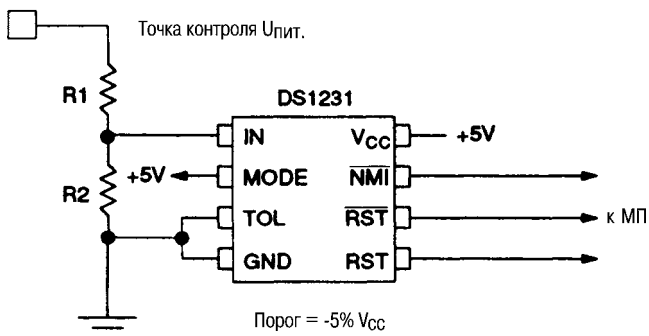 Точка контроля Uпит.
R1
DS1231
IN
VCC
+5V
R2
+5V
MODE
NMI
TOL
RST
к МП
GND
RST
Порог = -5% VCC